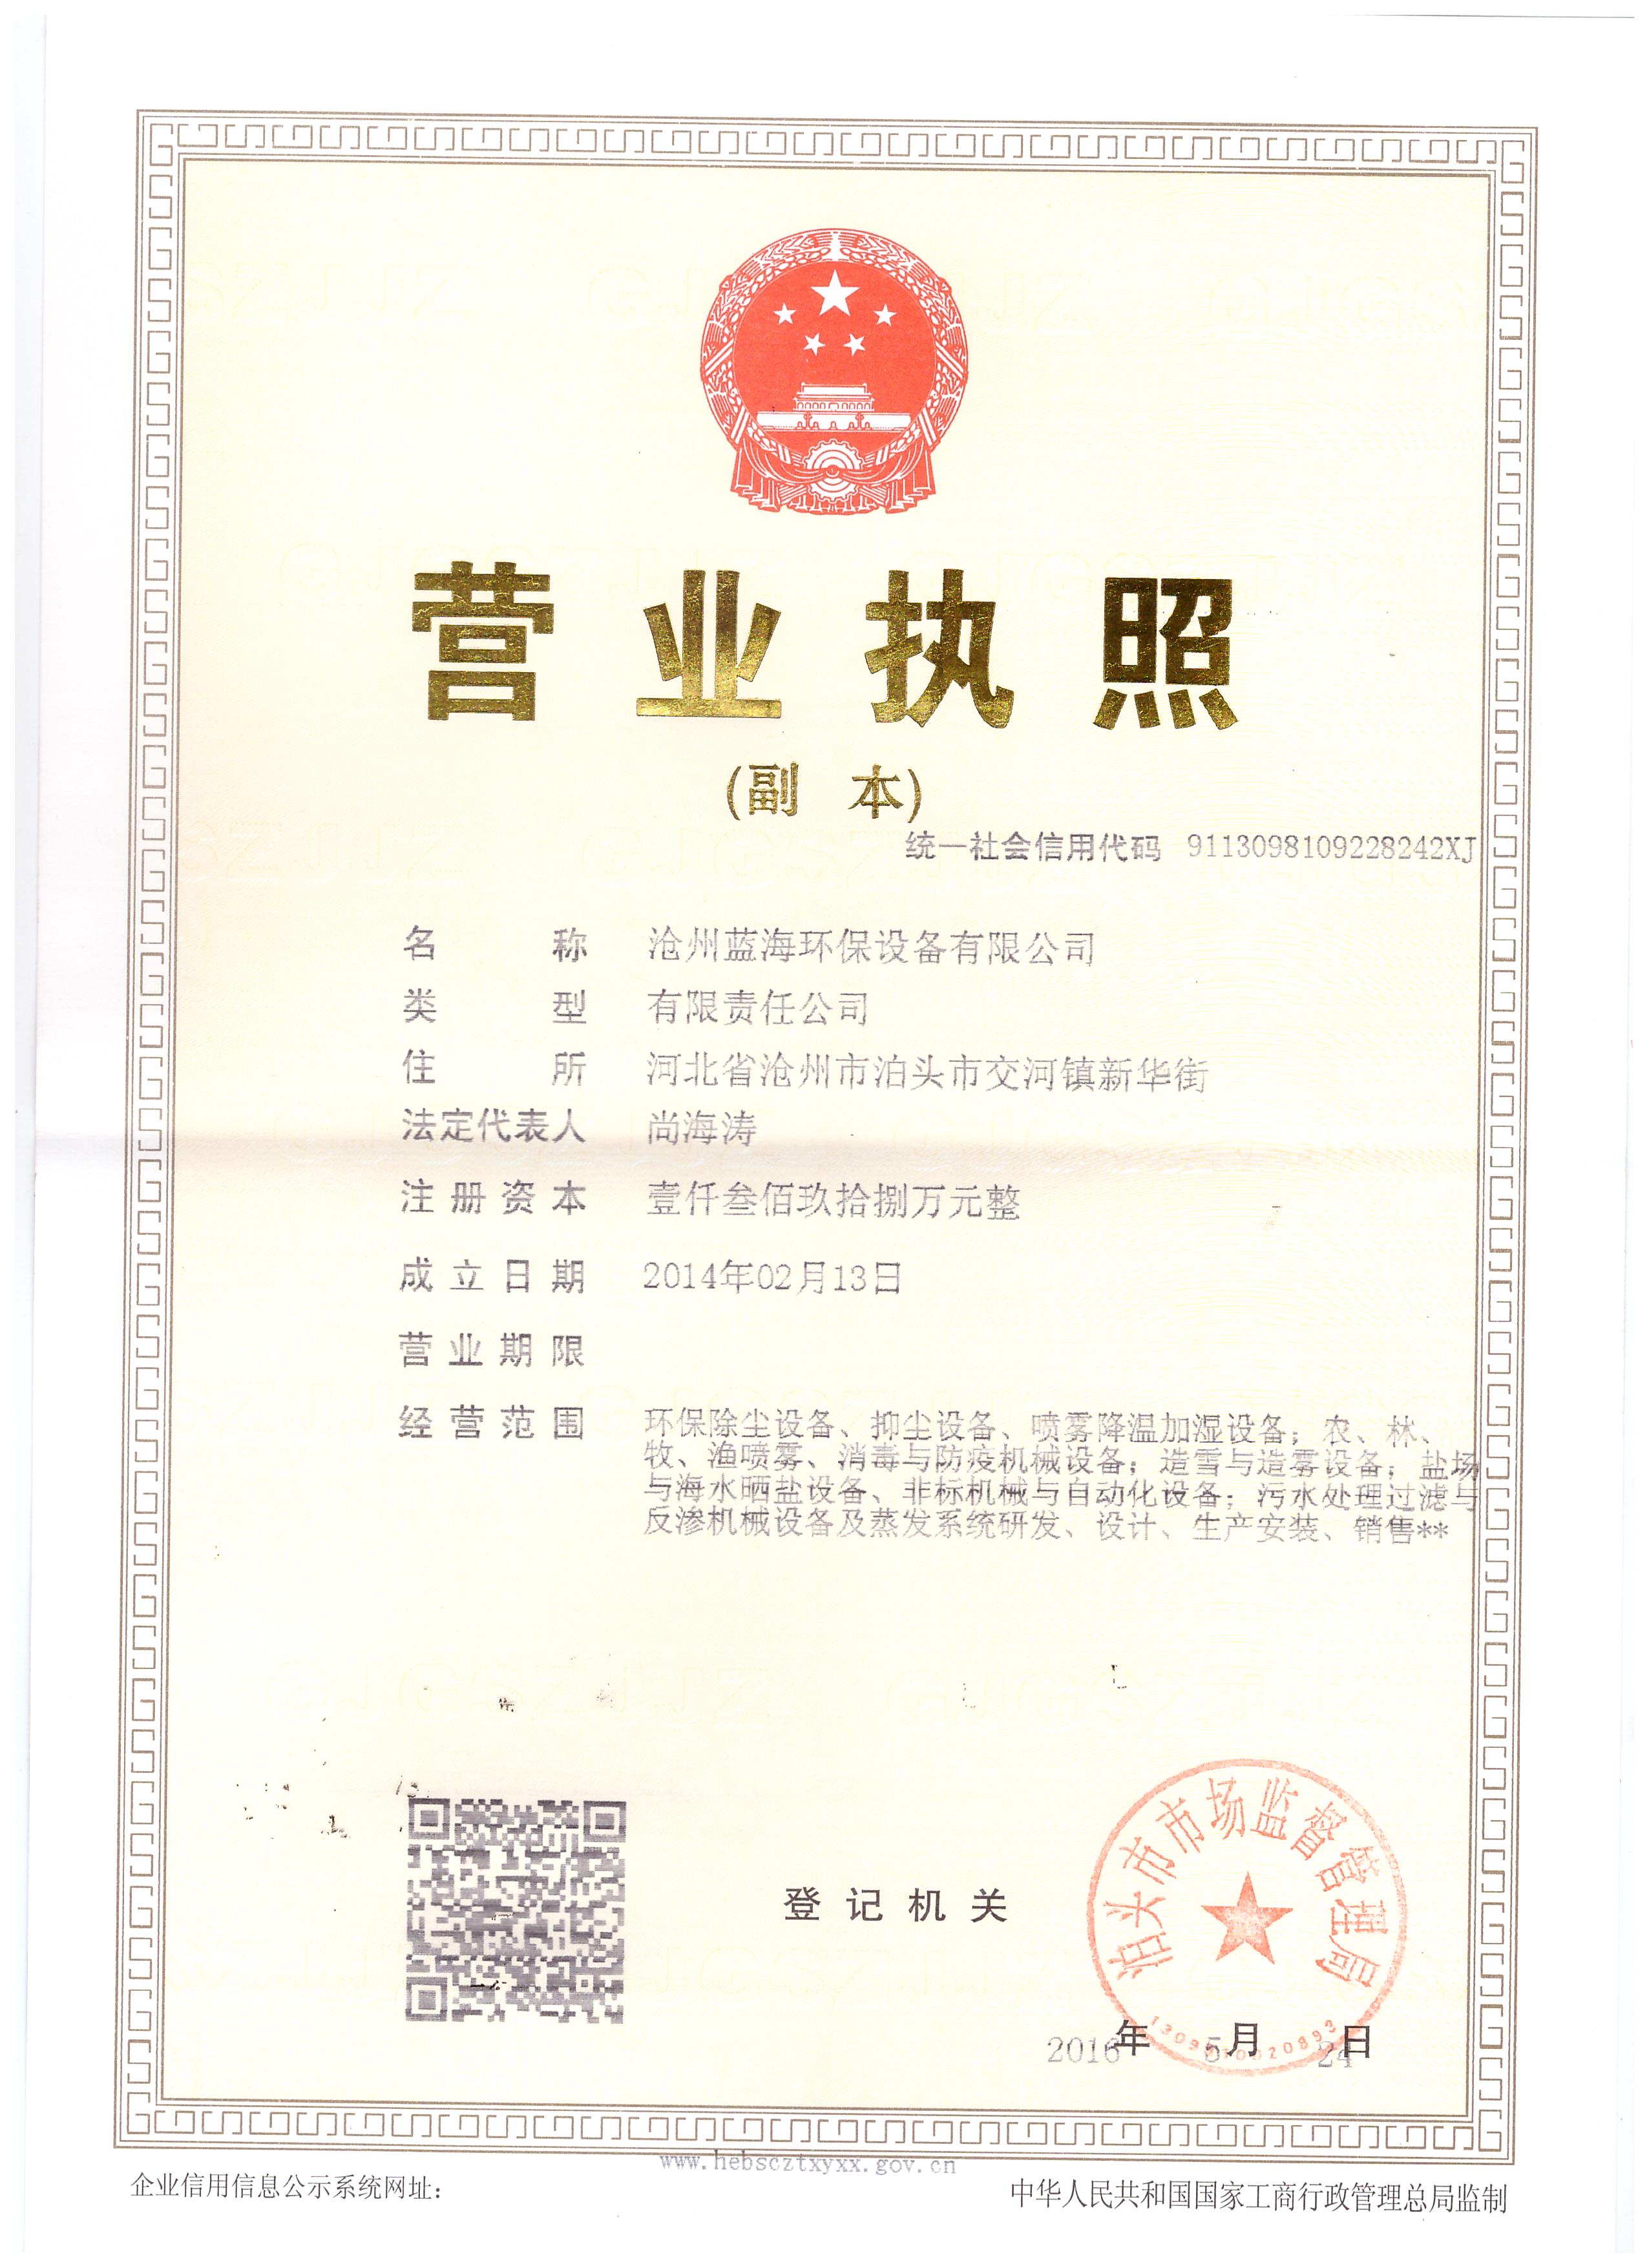 营业执照
(副 本)
统一社会信用代码 9113098109228242XJ
名 称 沧州蓝海环保设备有限公司
类 型 有限责任公司
住 所 河北省沧州市泊头市交河镇新华街
法定代表人 尚海涛
注册资本 壹仟叁佰玖拾捌万元整
成立日期 2014年02月13日
营业期限
经营范围 环保除尘设备、抑尘设备、喷雾降温加湿设备；农、林、
牧、渔喷雾、消毒与防疫机械设备；造雪与造雾设备；盐场
与海水晒盐设备、非标机械与自动化设备；污水处理过滤与
反渗机械设备及蒸发系统研发、设计、生产安装、销售**
泊头市市场监督管理局
登记机关
2016年 5月 24日
www.hebscztxyxx.gov.cn
企业信用信息公示系统网址：
中华人民共和国国家工商行政管理总局监制